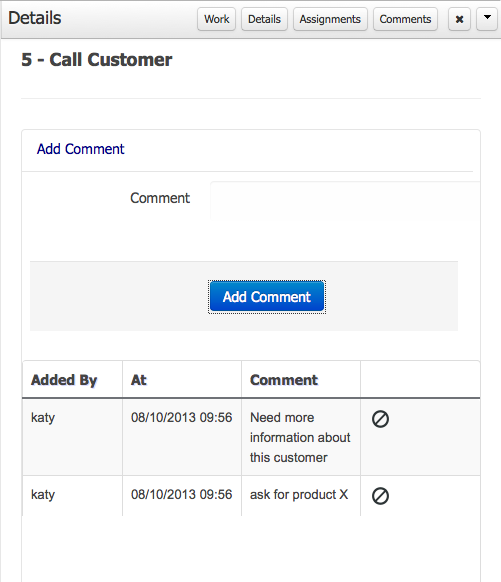 Details Work Details Assignments Comments
5 - Call Customer
Add Comment
Comment
Add Comment
Added By At Comment
katy 08/10/2013 09:56 Need more
information about
this customer
katy 08/10/2013 09:56 ask for product X